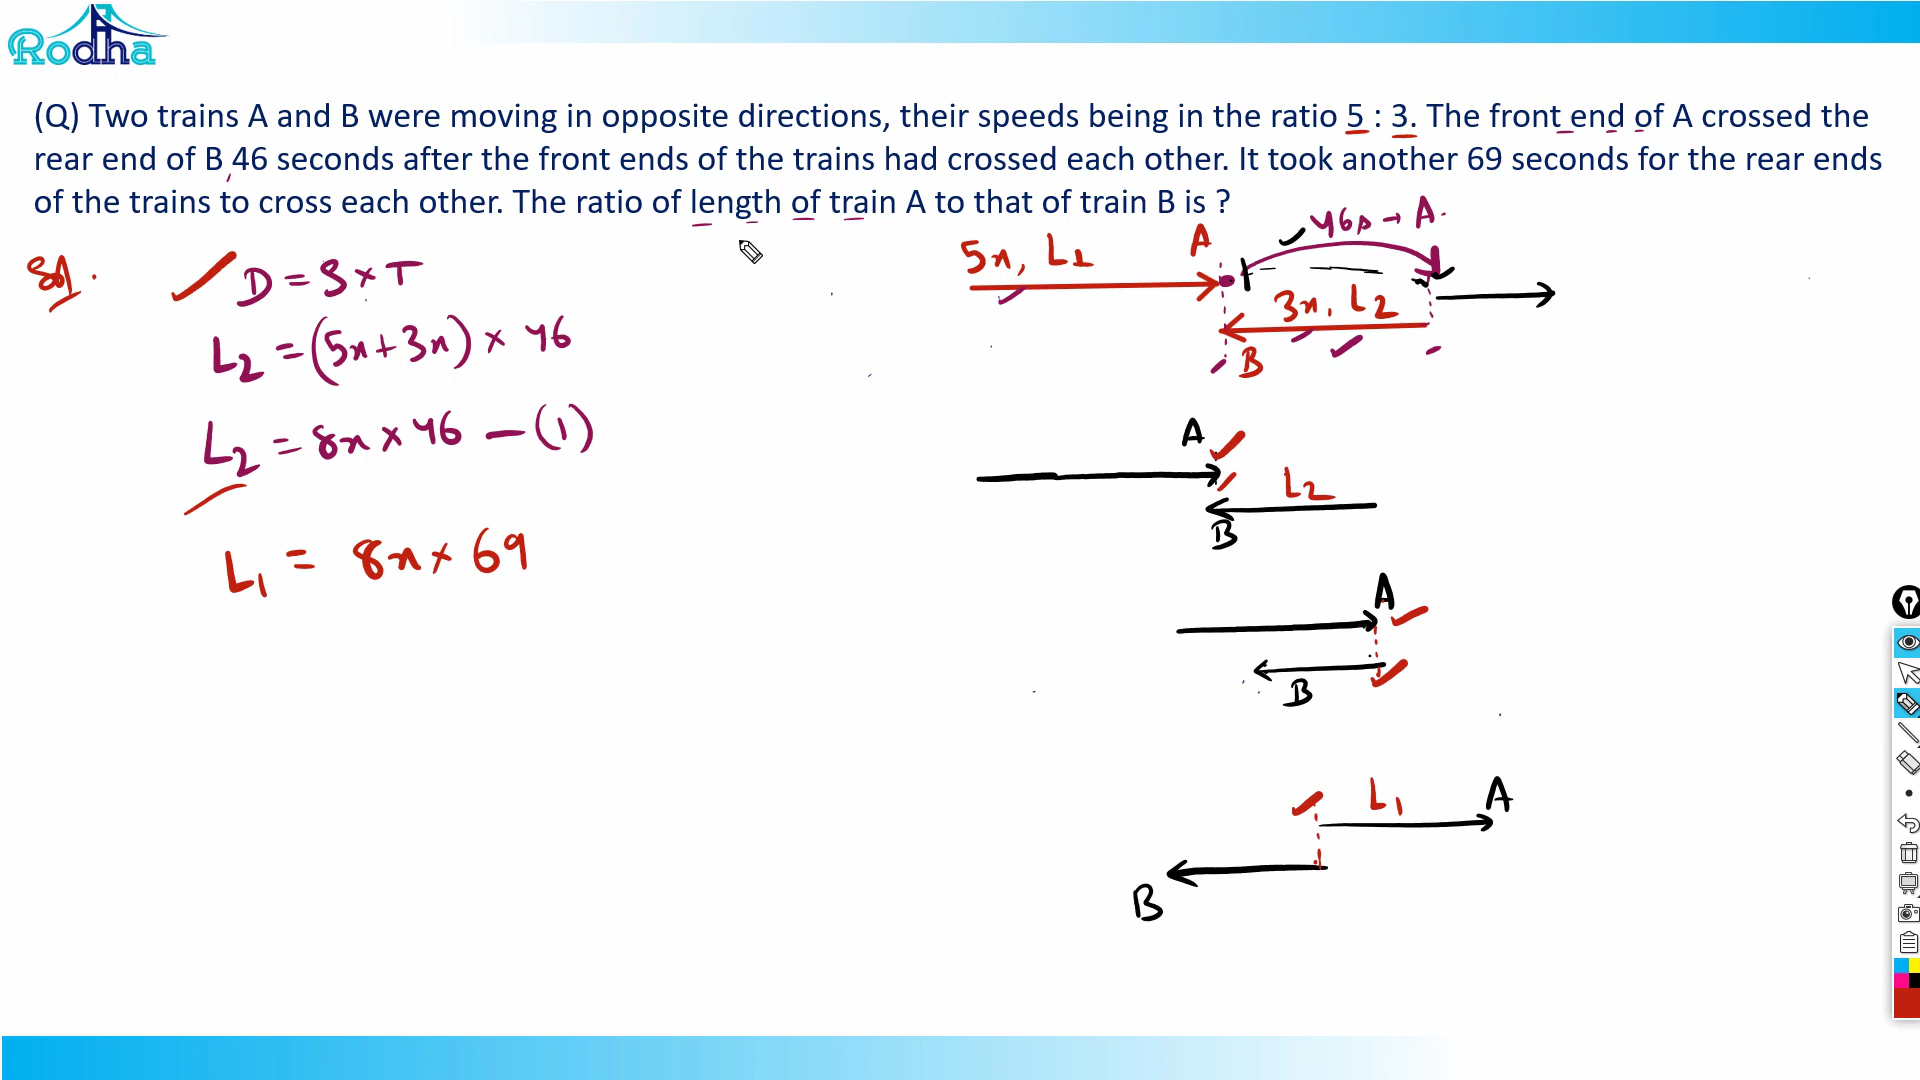 Rodha
(Q) Two trains A and B were moving in opposite directions, their speeds being in the ratio 5 : 3. The front end of A crossed the
rear end of B 46 seconds after the front ends of the trains had crossed each other. It took another 69 seconds for the rear ends
of the trains to cross each other. The ratio of length of train A to that of train B is ?
Sol.
D = S × T
L2 = (5x + 3x) × 46
L2 = 8x × 46 — (1)
L1 = 8x × 69
46s → A.
5x, L1
A
3x, L2
B
A
L2
B
A
B
L1
A
B